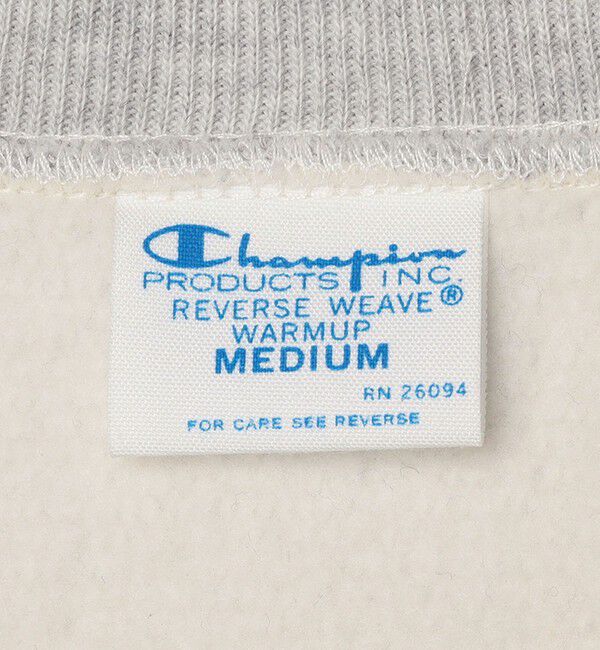 Champion
PRODUCTS INC.
REVERSE WEAVE®
WARMUP
MEDIUM
RN 26094
FOR CARE SEE REVERSE